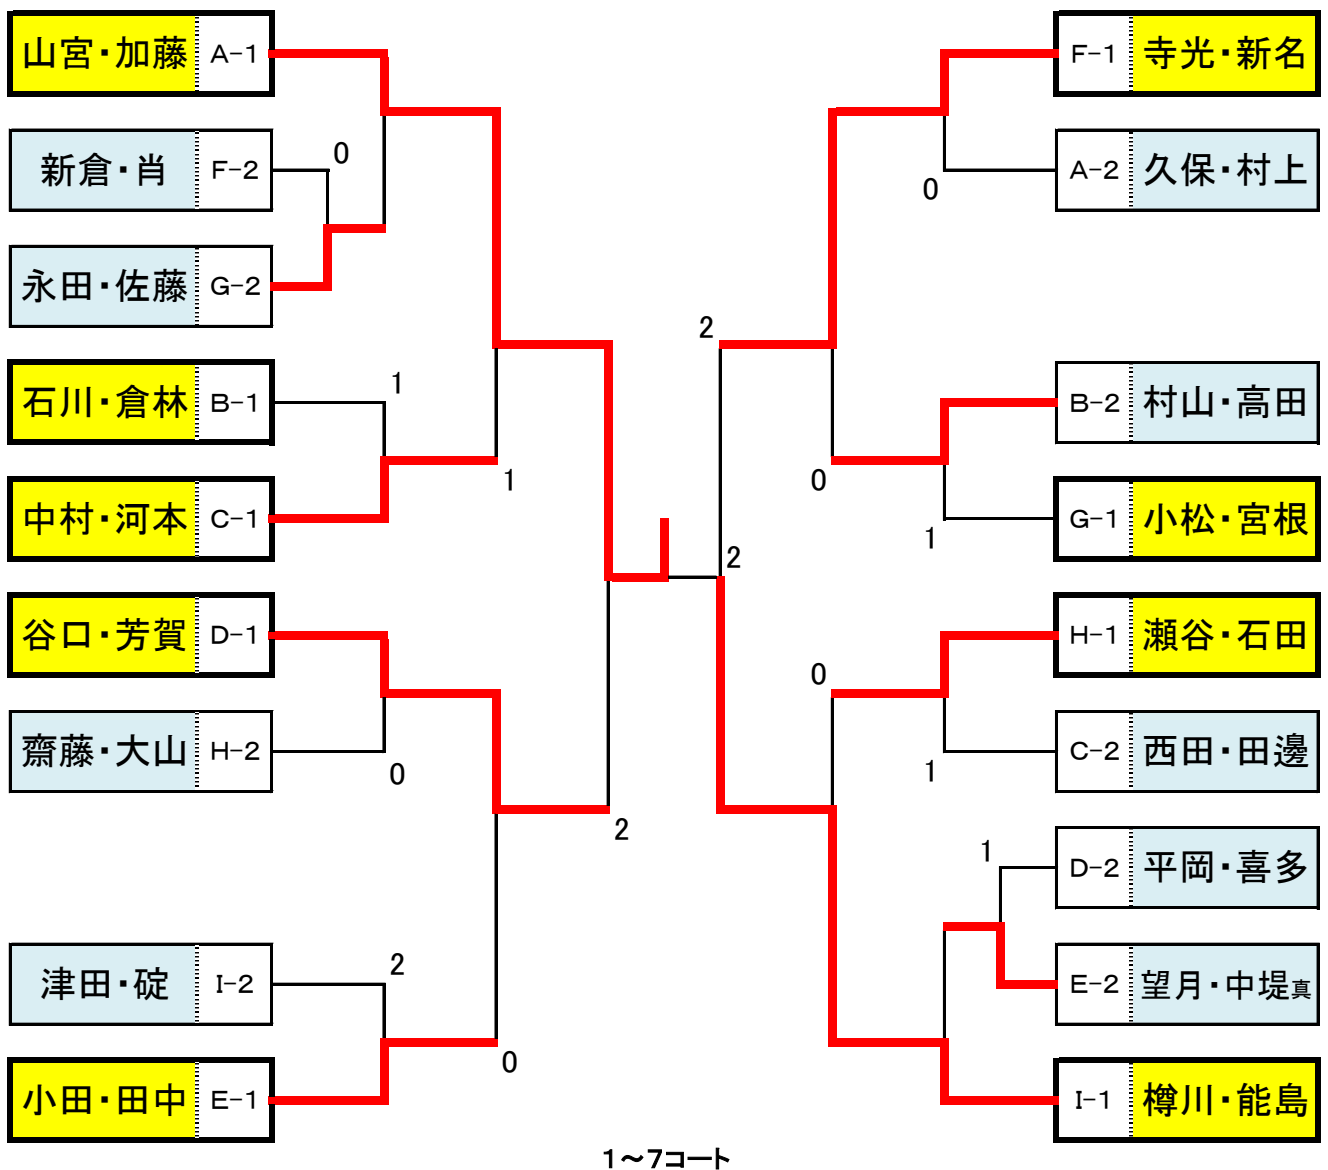 山宮・加藤 A-1
新倉・肖 F-2
0
永田・佐藤 G-2
石川・倉林 B-1
1
中村・河本 C-1
1
谷口・芳賀 D-1
齋藤・大山 H-2
0
2
津田・碇 I-2
2
小田・田中 E-1
0
F-1 寺光・新名
A-2 久保・村上
0
2
B-2 村山・高田
0
G-1 小松・宮根
1
2
H-1 瀬谷・石田
0
C-2 西田・田邊
1
D-2 平岡・喜多
1
E-2 望月・中堤真
I-1 樽川・能島
1～7コート